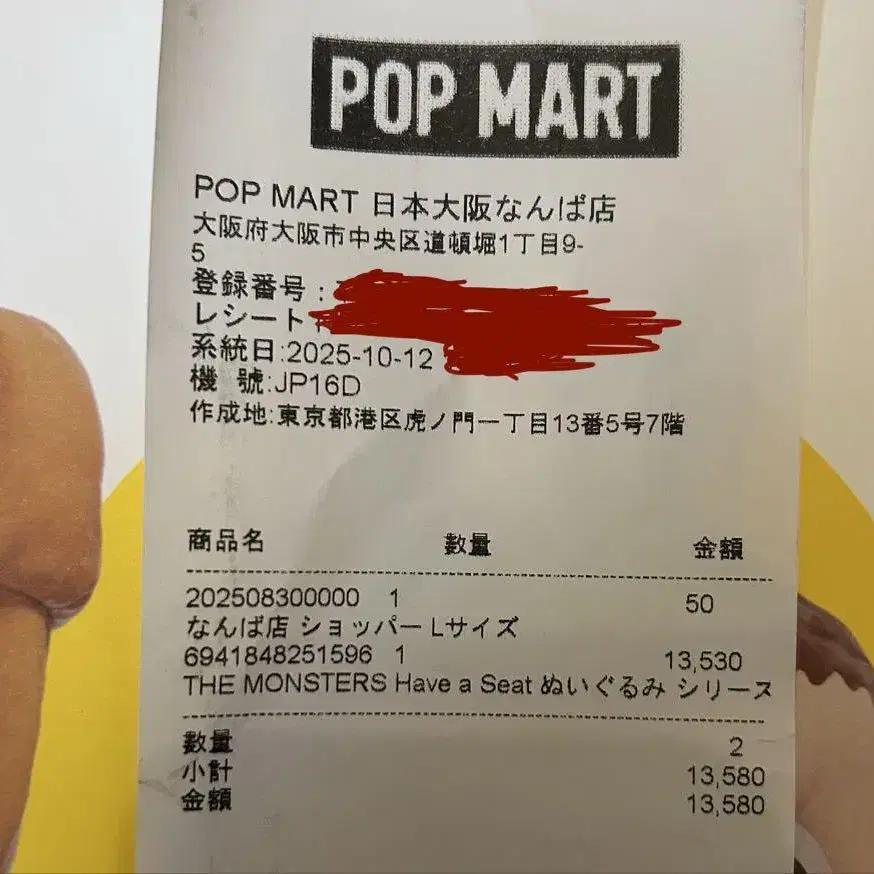 POP MART
POP MART 日本大阪なんば店
大阪府大阪市中央区道頓堀1丁目9-
5
登録番号:
レシート
系統日:2025-10-12
機 號:JP16D
作成地:東京都港区虎ノ門一丁目13番5号7階
商品名 數量 金額
202508300000 1 50
なんば店 ショッパー Lサイズ
6941848251596 1 13,530
THE MONSTERS Have a Seat ぬいぐるみ シリーズ
數量 2
小計 13,580
金額 13,580